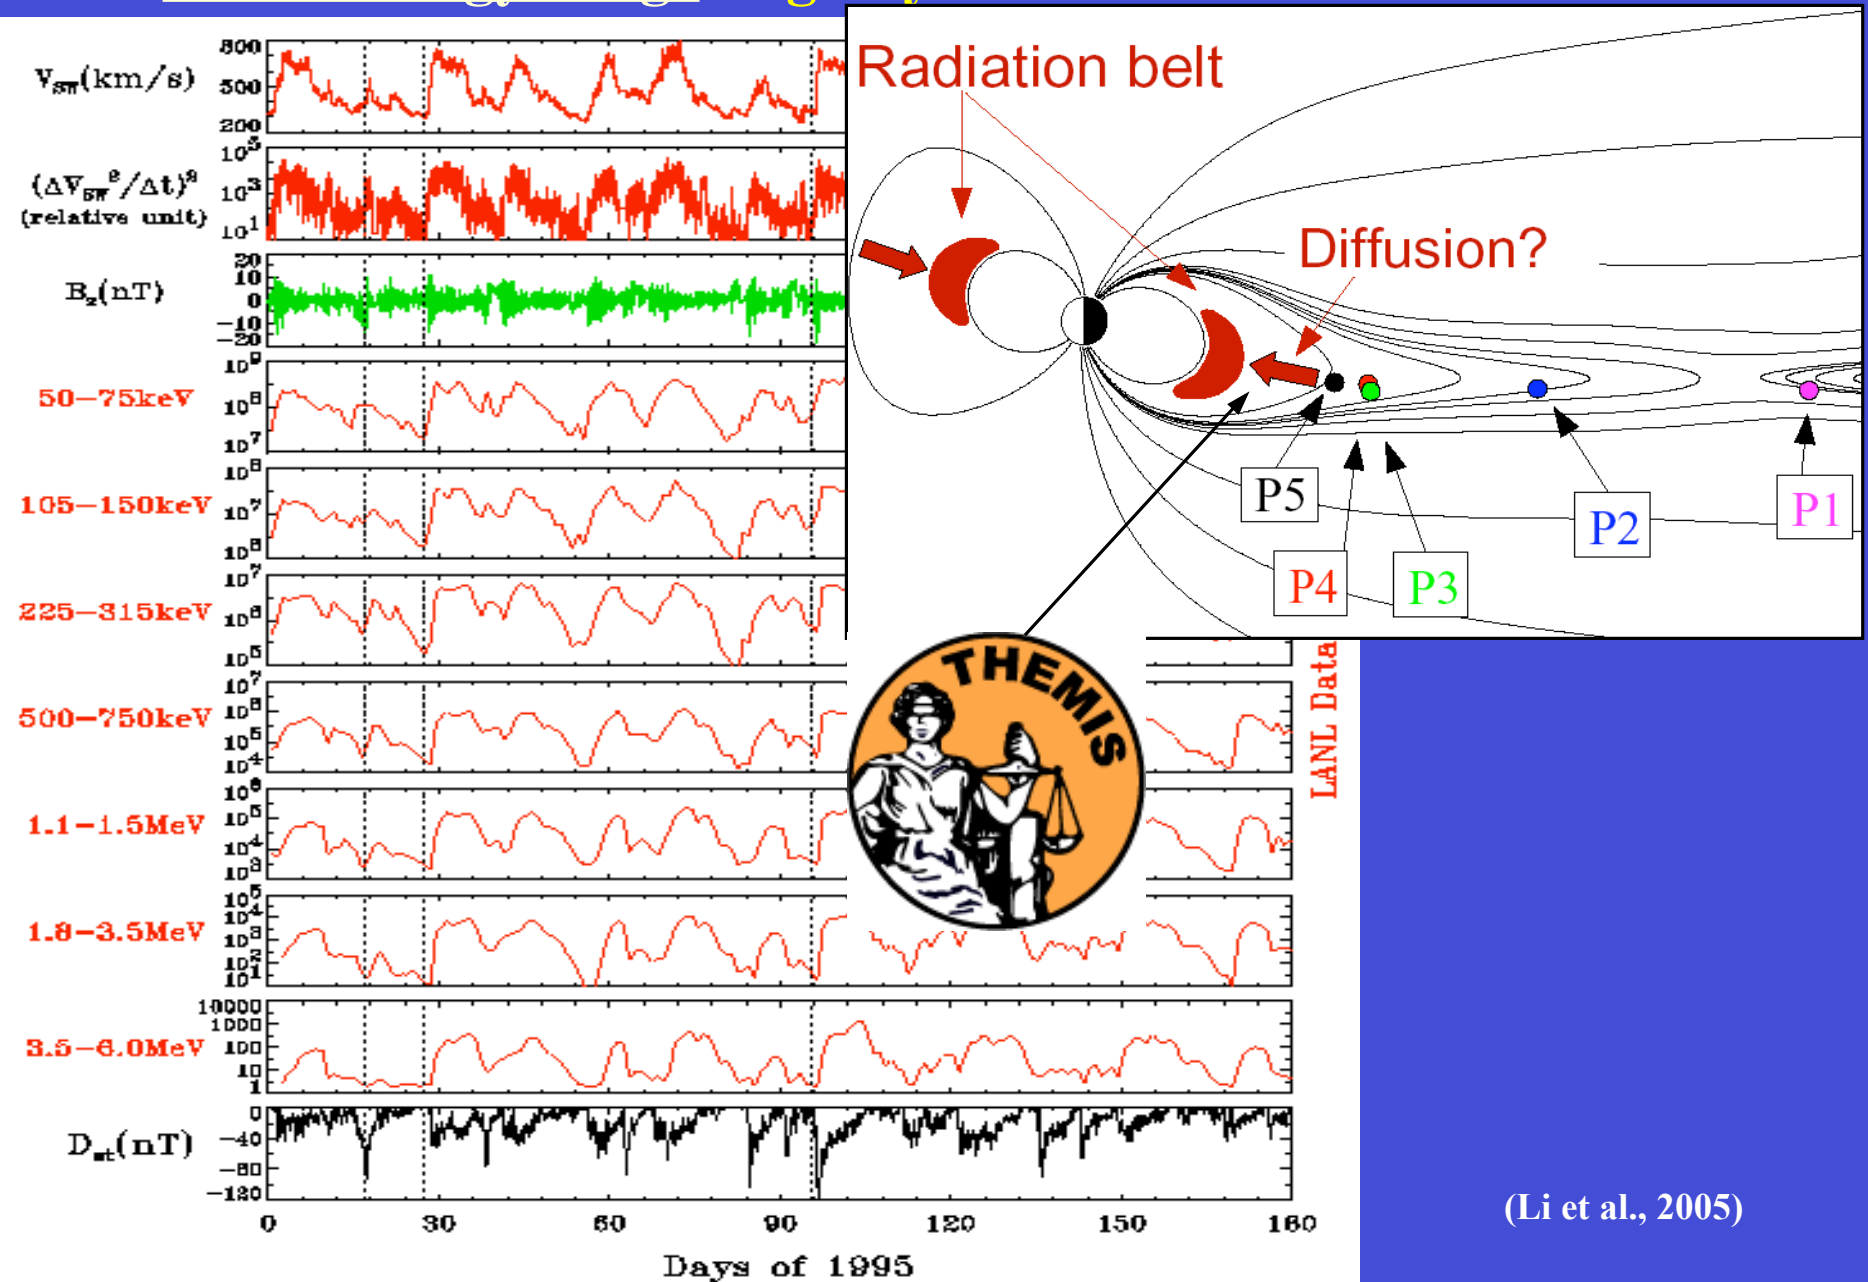 V_SW(km/s)
800
500
200
(ΔV_SW²/Δt)²
(relative unit)
10⁵
10³
10¹
B_z(nT)
20
10
0
−10
−20
50−75keV
10⁹
10⁸
10⁷
105−150keV
10⁸
10⁷
10⁶
225−315keV
10⁷
10⁶
10⁵
500−750keV
10⁷
10⁶
10⁵
10⁴
1.1−1.5MeV
10⁶
10⁵
10⁴
10³
1.8−3.5MeV
10⁵
10⁴
10³
10²
10¹
3.5−6.0MeV
10000
1000
100
10
1
D_st(nT)
0
−40
−80
−120
0 30 60 90 120 150 180
Days of 1995
LANL Data
Radiation belt
Diffusion?
P5
P4
P3
P2
P1
THEMIS
(Li et al., 2005)